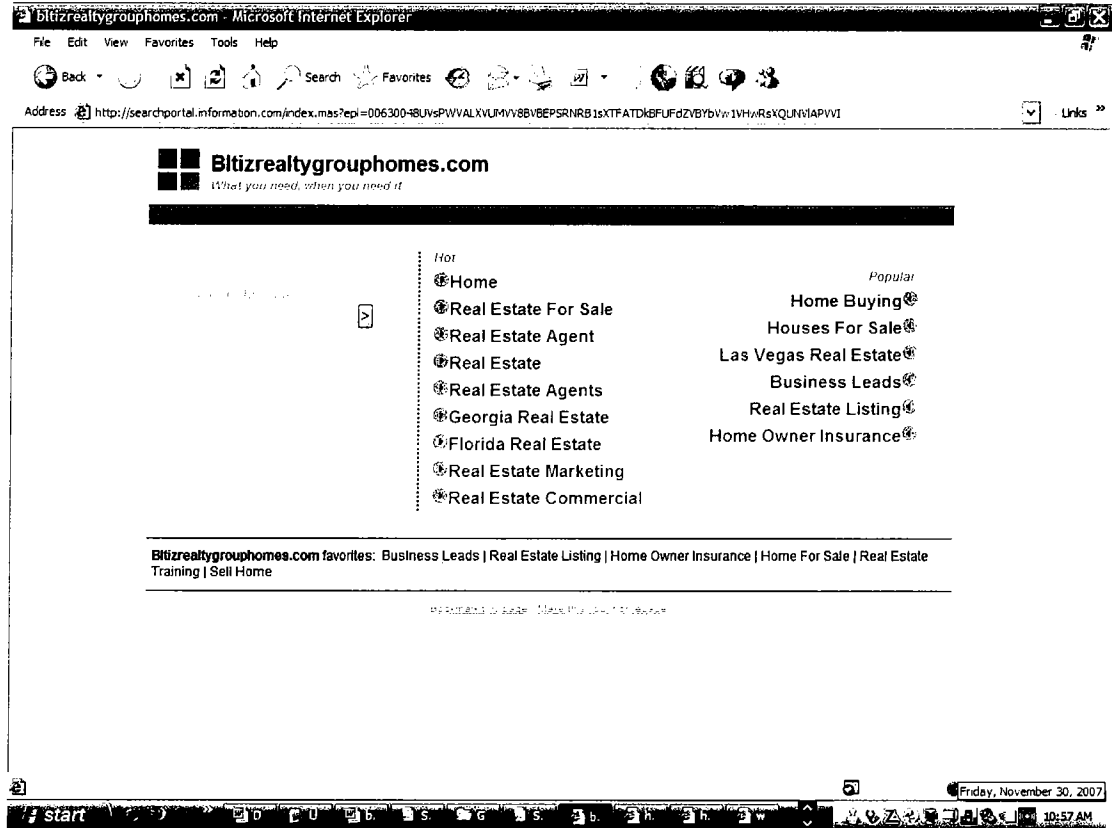 bltizrealtygrouphomes.com - Microsoft Internet Explorer
File Edit View Favorites Tools Help
Back Search Favorites
Address http://searchportal.information.com/index.mas?epl=
Links »
Bltizrealtygrouphomes.com
What you need, when you need it
Hot
Home
Real Estate For Sale
Real Estate Agent
Real Estate
Real Estate Agents
Georgia Real Estate
Florida Real Estate
Real Estate Marketing
Real Estate Commercial
Popular
Home Buying
Houses For Sale
Las Vegas Real Estate
Business Leads
Real Estate Listing
Home Owner Insurance
Bltizrealtygrouphomes.com favorites: Business Leads | Real Estate Listing | Home Owner Insurance | Home For Sale | Real Estate
Training | Sell Home
Friday, November 30, 2007
start
10:57 AM